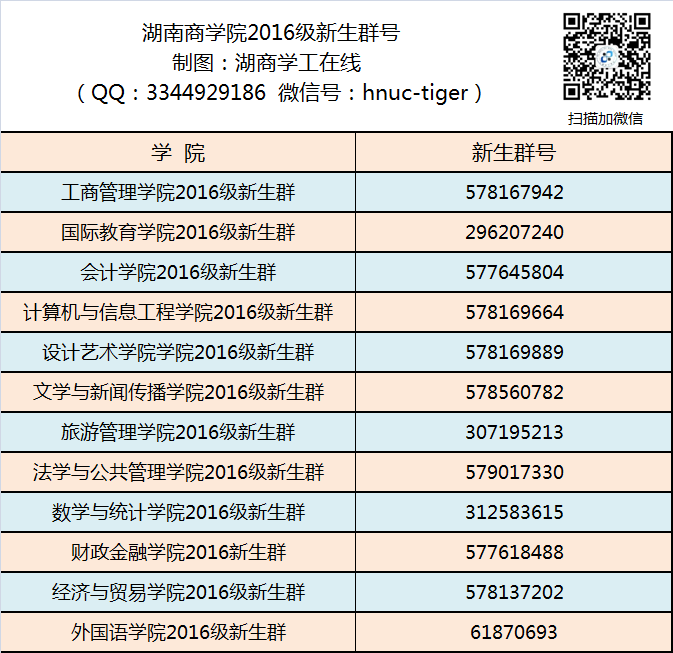 湖南商学院2016级新生群号
制图：湖商学工在线
（QQ：3344929186 微信号：hnuc-tiger）
扫描加微信
学 院 新生群号
工商管理学院2016级新生群 578167942
国际教育学院2016级新生群 296207240
会计学院2016级新生群 577645804
计算机与信息工程学院2016级新生群 578169664
设计艺术学院学院2016级新生群 578169889
文学与新闻传播学院2016级新生群 578560782
旅游管理学院2016级新生群 307195213
法学与公共管理学院2016级新生群 579017330
数学与统计学院2016级新生群 312583615
财政金融学院2016新生群 577618488
经济与贸易学院2016级新生群 578137202
外国语学院2016级新生群 61870693